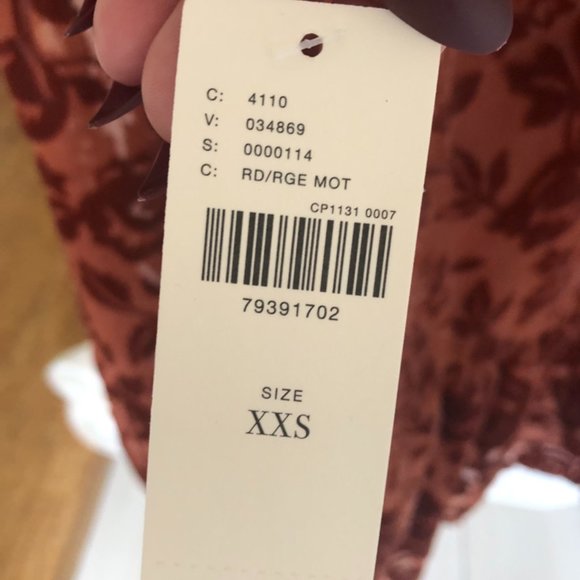 C: 4110
V: 034869
S: 0000114
C: RD/RGE MOT
CP1131 0007
79391702
SIZE
XXS